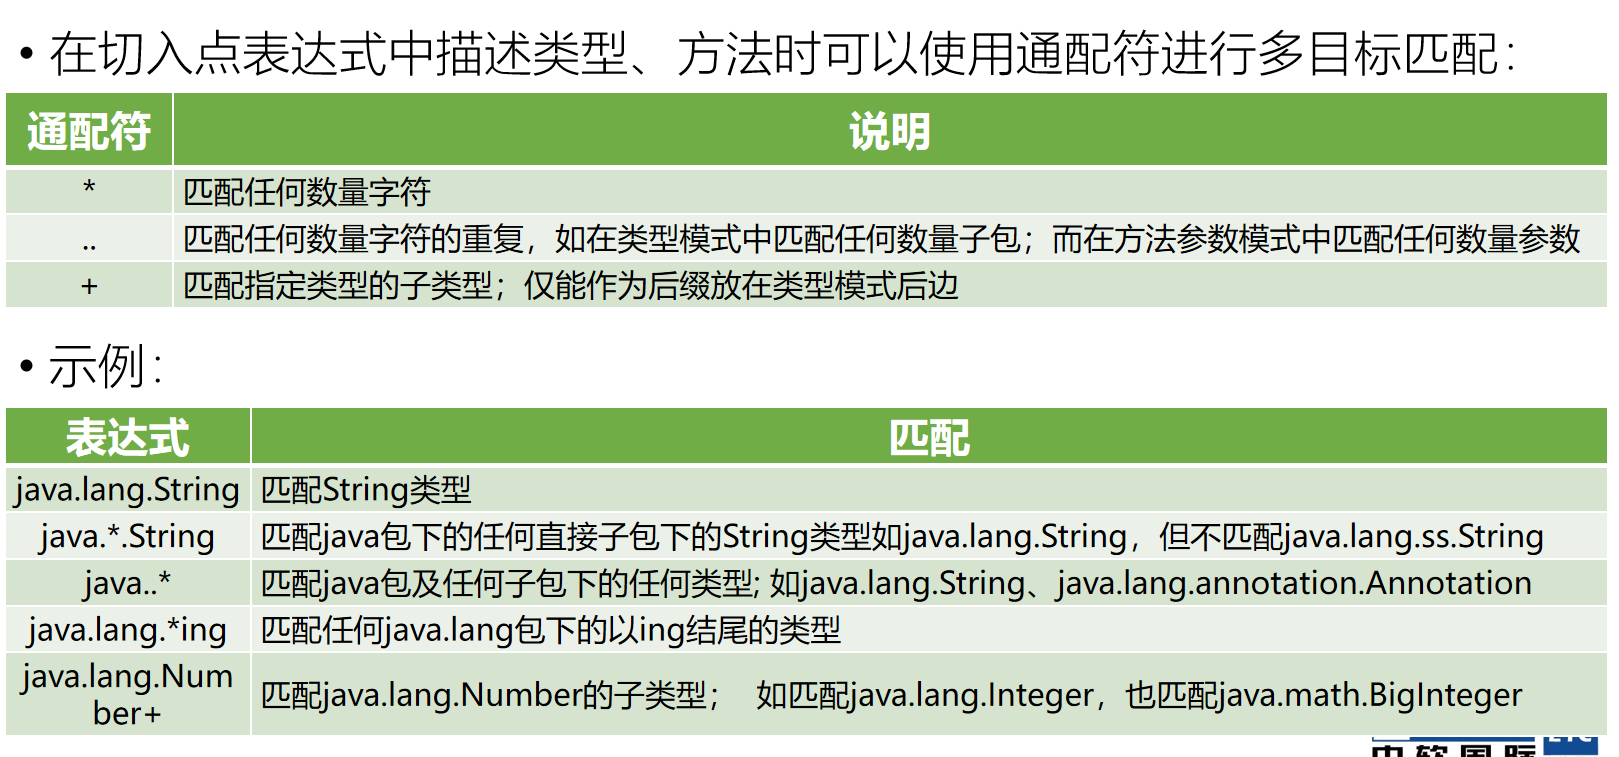 • 在切入点表达式中描述类型、方法时可以使用通配符进行多目标匹配：
通配符 说明
* 匹配任何数量字符
.. 匹配任何数量字符的重复，如在类型模式中匹配任何数量子包；而在方法参数模式中匹配任何数量参数
+ 匹配指定类型的子类型；仅能作为后缀放在类型模式后边
• 示例：
表达式 匹配
java.lang.String 匹配String类型
java.*.String 匹配java包下的任何直接子包下的String类型如java.lang.String，但不匹配java.lang.ss.String
java..* 匹配java包及任何子包下的任何类型; 如java.lang.String、java.lang.annotation.Annotation
java.lang.*ing 匹配任何java.lang包下的以ing结尾的类型
java.lang.Num
ber+ 匹配java.lang.Number的子类型； 如匹配java.lang.Integer，也匹配java.math.BigInteger